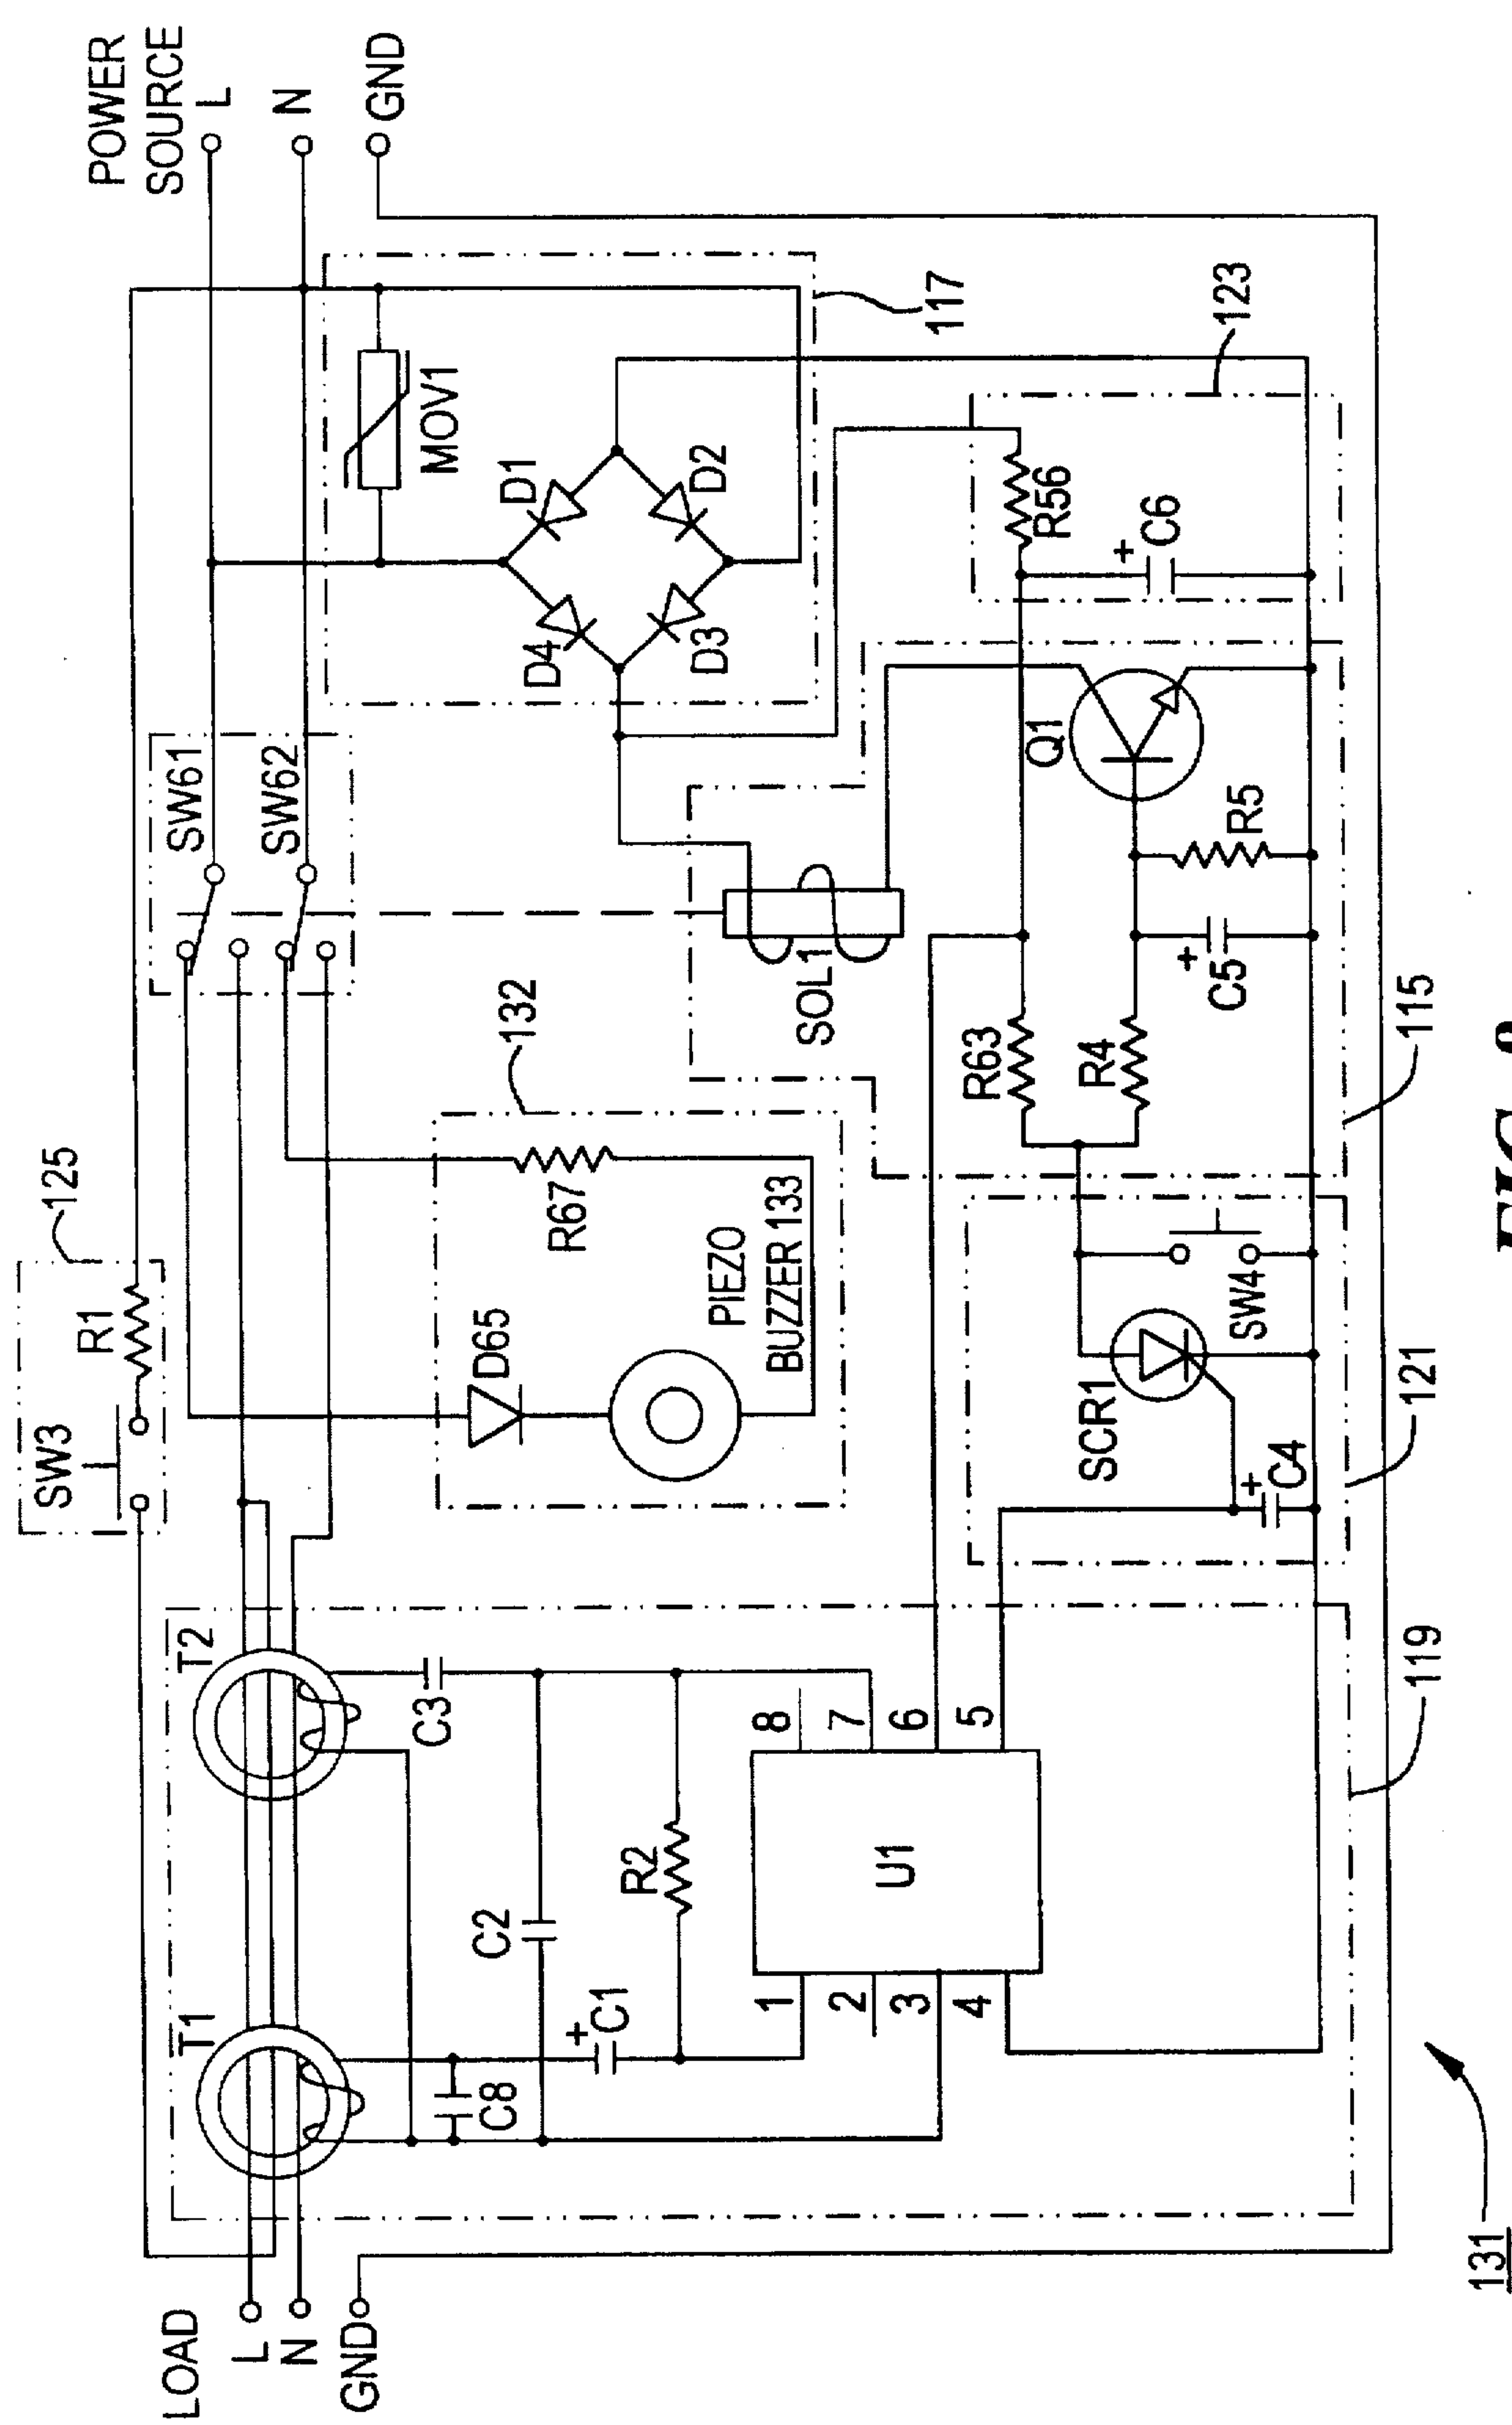 POWER
SOURCE
L
N
GND
117
123
MOV1
D1
D2
D4
D3
R56
+
C6
SW61
SW62
Q1
R5
SOL1
+
C5
R63
R4
115
132
R67
PIEZO
BUZZER 133
D65
125
R1
SW3
SW4
SCR1
+
C4
121
T2
C3
8
7
6
5
119
U1
R2
C2
1
2
3
4
T1
+
C1
C8
LOAD
L
N
GND
131